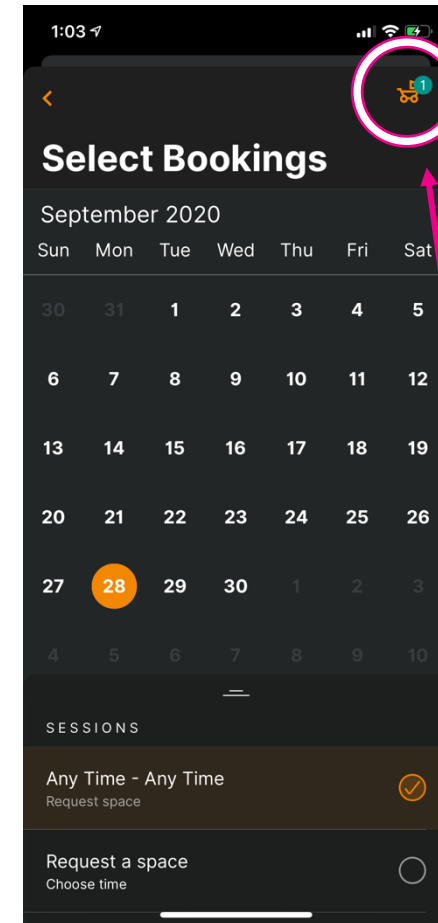 1:03
1
Select Bookings
September 2020
Sun Mon Tue Wed Thu Fri Sat
30 31 1 2 3 4 5
6 7 8 9 10 11 12
13 14 15 16 17 18 19
20 21 22 23 24 25 26
27 28 29 30 1 2 3
4 5 6 7 8 9 10
SESSIONS
Any Time - Any Time
Request space
Request a space
Choose time